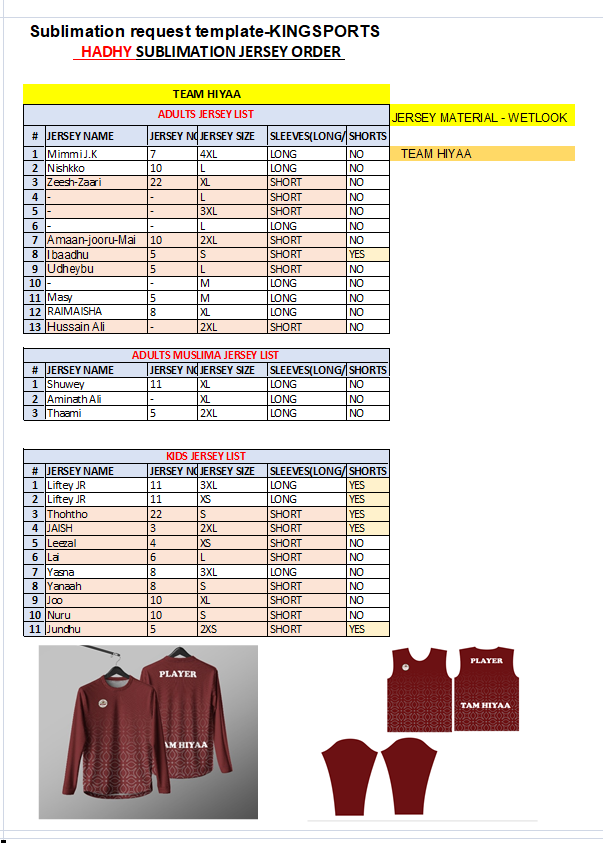 Sublimation request template-KINGSPORTS
HADHY SUBLIMATION JERSEY ORDER
TEAM HIYAA
ADULTS JERSEY LIST
JERSEY MATERIAL - WETLOOK
# JERSEY NAME JERSEY NO JERSEY SIZE SLEEVES(LONG/ SHORTS
1 Mimmi J.K 7 4XL LONG NO
TEAM HIYAA
2 Nishkko 10 L LONG NO
3 Zeesh-Zaari 22 XL SHORT NO
4 - - L SHORT NO
5 - - 3XL SHORT NO
6 - - L LONG NO
7 Amaan-jooru-Mai 10 2XL SHORT NO
8 Ibaadhu 5 S SHORT YES
9 Udheybu 5 L SHORT NO
10 - - M LONG NO
11 Masy 5 M LONG NO
12 RAIMAISHA 8 XL LONG NO
13 Hussain Ali - 2XL SHORT NO
ADULTS MUSLIMA JERSEY LIST
# JERSEY NAME JERSEY NO JERSEY SIZE SLEEVES(LONG/ SHORTS
1 Shuwey 11 XL LONG NO
2 Aminath Ali - XL LONG NO
3 Thaami 5 2XL LONG NO
KIDS JERSEY LIST
# JERSEY NAME JERSEY NO JERSEY SIZE SLEEVES(LONG/ SHORTS
1 Liftey JR 11 3XL LONG YES
2 Liftey JR 11 XS LONG YES
3 Thohtho 22 S SHORT YES
4 JAISH 3 2XL SHORT YES
5 Leezal 4 XS SHORT NO
6 Lai 6 L SHORT NO
7 Yasna 8 3XL LONG NO
8 Yanaah 8 S SHORT NO
9 Joo 10 XL SHORT NO
10 Nuru 10 S SHORT NO
11 Jundhu 5 2XS SHORT YES
PLAYER
AM HIYAA
PLAYER
TAM HIYAA